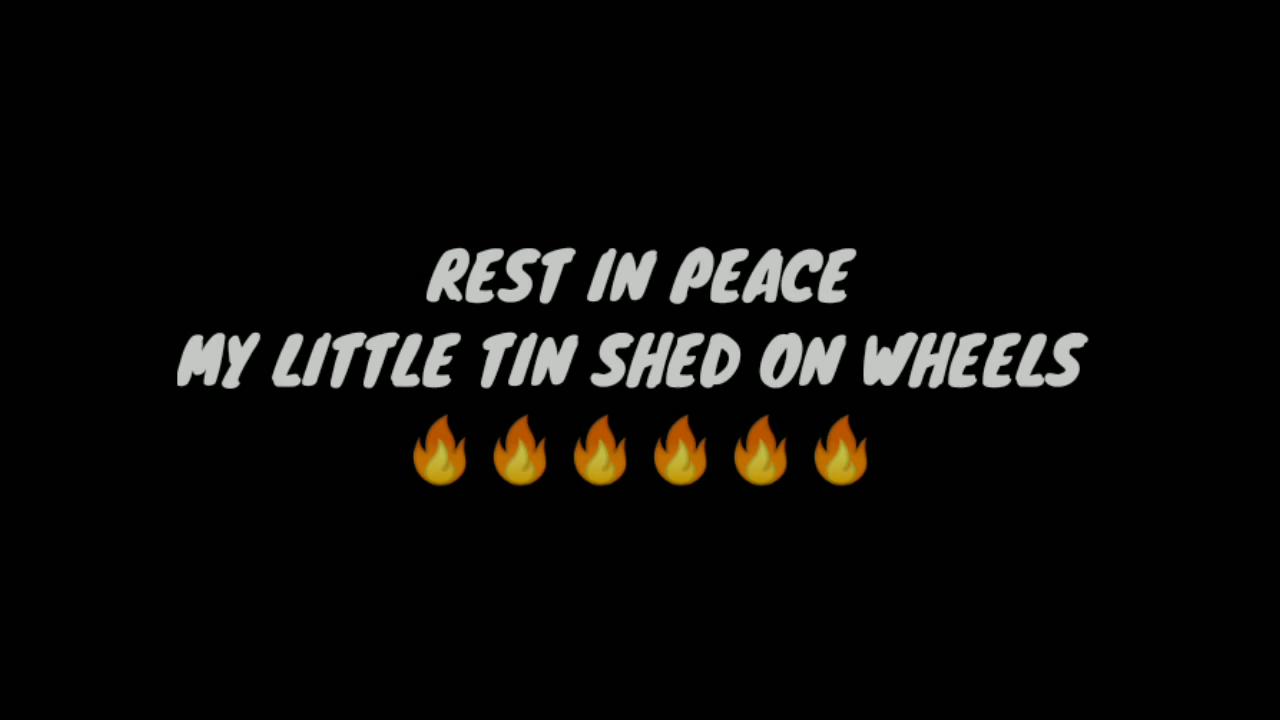 REST IN PEACE
MY LITTLE TIN SHED ON WHEELS
🔥🔥🔥🔥🔥🔥